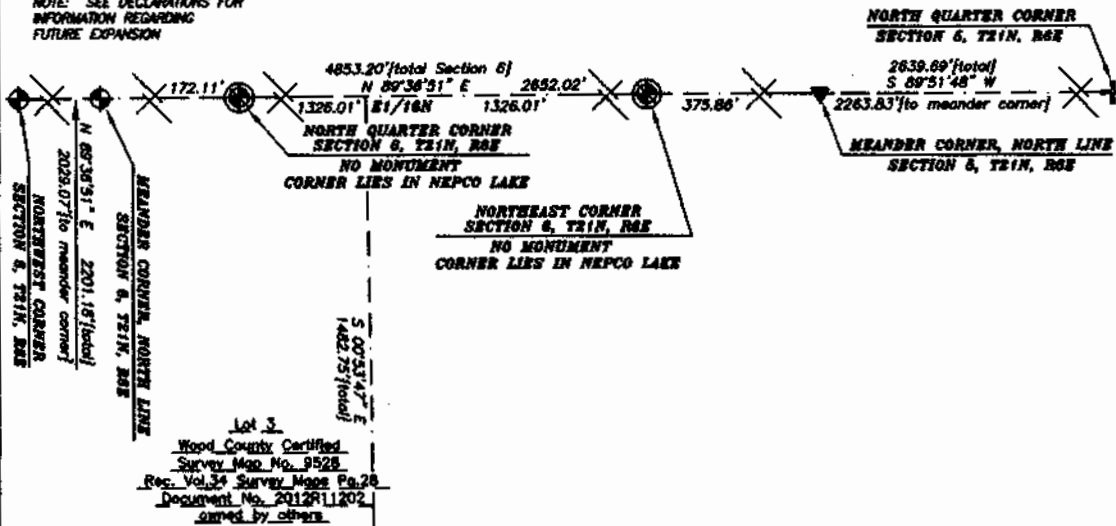 NOTE: SEE DECLARATIONS FOR
INFORMATION REGARDING
FUTURE EXPANSION
NORTH QUARTER CORNER
SECTION 5, T21N, R6E
4853.20'[total Section 6]
N 89°36'51" E
2652.02'
172.11'
1326.01'
E1/16N
1326.01'
375.86'
2639.69'[total]
S 89°51'48" W
2263.83'[to meander corner]
NORTH QUARTER CORNER
SECTION 6, T21N, R6E
NO MONUMENT
CORNER LIES IN NEPCO LAKE
MEANDER CORNER, NORTH LINE
SECTION 5, T21N, R6E
NORTHEAST CORNER
SECTION 6, T21N, R6E
NO MONUMENT
CORNER LIES IN NEPCO LAKE
N 89°36'51" E 2201.18'[total]
2029.07'[to meander corner]
NORTHWEST CORNER
SECTION 6, T21N, R6E
MEANDER CORNER, NORTH LINE
SECTION 6, T21N, R6E
S 00°53'47" E
1482.75'[total]
Lot 3
Wood County Certified
Survey Map No. 9528
Rec. Vol.34 Survey Maps Pg.28
Document No. 2012R11202
owned by others